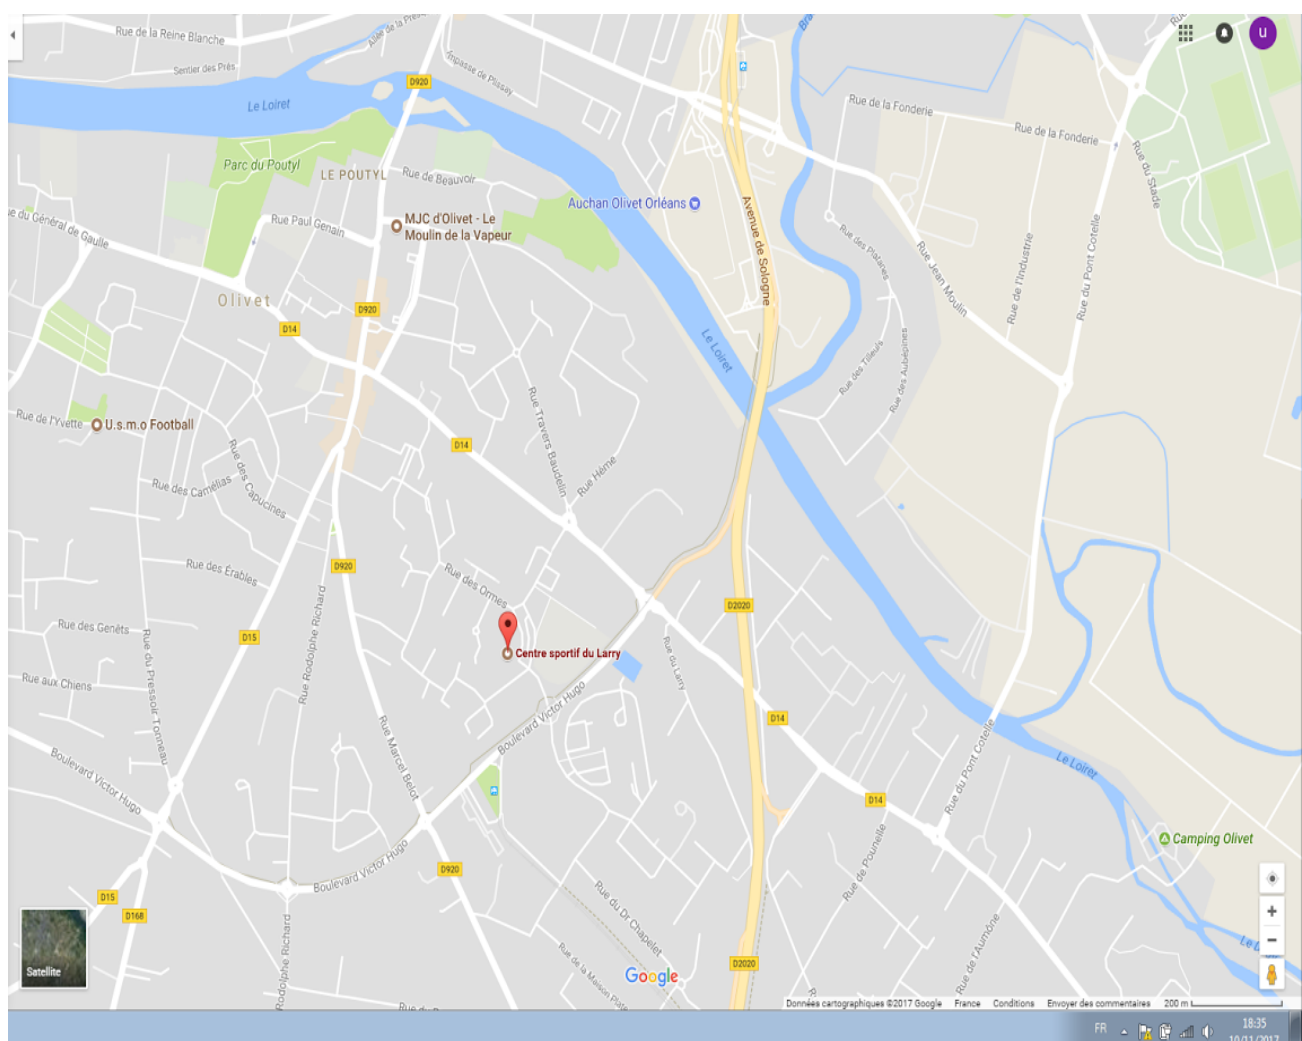 Rue de la Reine Blanche
Allée de la Pres
Impasse de Plissay
Sentier des Prés
D920
u
Le Loiret
Rue de la Fonderie
Rue de la Fonderie
Rue du Stade
Parc du Poutyl
LE POUTYL
Rue de Beauvoir
Auchan Olivet Orléans
Avenue de Sologne
Rue des Platanes
Rue Jean Moulin
Rue de l'Industrie
Rue du Pont Cotelle
e du Général de Gaulle
Rue Paul Genain
MJC d'Olivet - Le
Moulin de la Vapeur
Olivet
D920
D14
Le Loiret
Rue des Tilleuls
Rue des Aubépines
Rue de l'Yvette
U.s.m.o Football
Rue Travers Baudelin
D14
Rue Hème
Rue des Capucines
Rue des Camélias
Rue des Érables
D920
Rue des Ormes
D2020
Rue des Genêts
D15
Rue Rodolphe Richard
Centre sportif du Larry
Rue du Larry
Rue du Pressoir Tonneau
Rue aux Chiens
Boulevard Victor Hugo
D14
Rue Marcel Belot
Rue du Pont Cotelle
Le Loiret
Boulevard Victor Hugo
D14
Camping Olivet
Rue de Pounelle
Boulevard Victor Hugo
D920
D15
D168
Rue du Dr Chapelet
Rodolphe Richard
Rue de la Maison Plate
Rue de l'Aumône
Le L
Satellite
Google
D2020
Données cartographiques ©2017 Google France Conditions Envoyer des commentaires 200 m
FR
18:35
10/11/2017